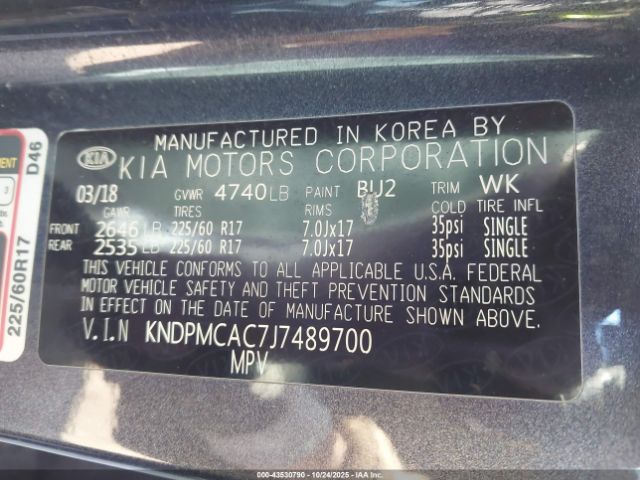 MANUFACTURED IN KOREA BY
KIA KIA MOTORS CORPORATION
03/18 GVWR 4740LB PAINT BU2 TRIM WK
GAWR TIRES RIMS COLD TIRE INFL
FRONT 2646LB 225/60 R17 7.0Jx17 35psi SINGLE
REAR 2535LB 225/60 R17 7.0Jx17 35psi SINGLE
THIS VEHICLE CONFORMS TO ALL APPLICABLE U.S.A. FEDERAL
MOTOR VEHICLE SAFETY AND THEFT PREVENTION STANDARDS
IN EFFECT ON THE DATE OF MANUFACTURE SHOWN ABOVE.
V.I.N KNDPMCAC7J7489700
MPV
D46
225/60R17
3
000-43530790 • 10/24/2025 • IAAI.COM